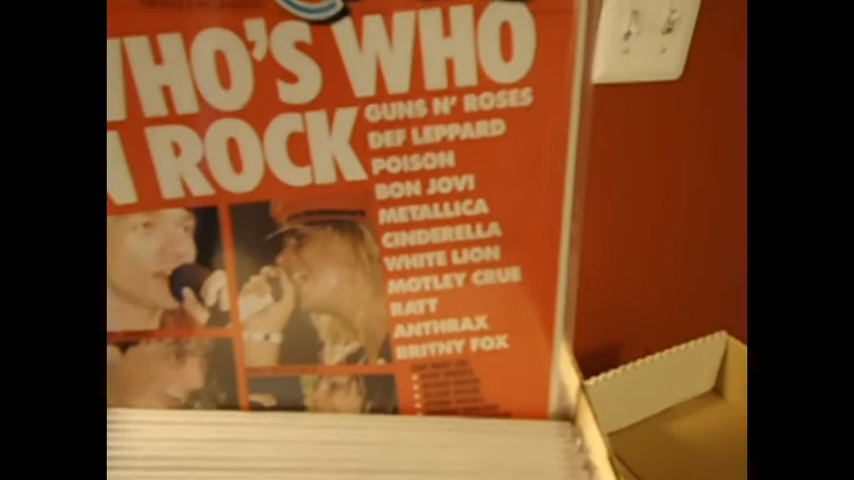 WHO'S WHO
ROCK
GUNS N' ROSES
DEF LEPPARD
POISON
BON JOVI
METALLICA
CINDERELLA
WHITE LION
MOTLEY CRUE
RATT
ANTHRAX
BRITNY FOX